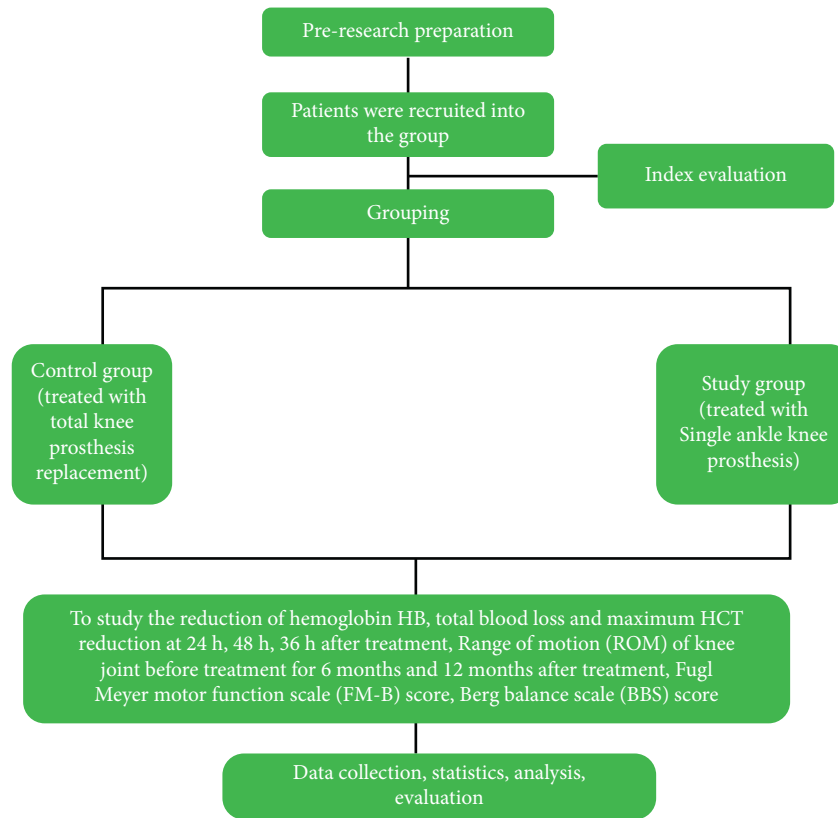 Pre-research preparation
Patients were recruited into
the group
Index evaluation
Grouping
Control group
(treated with
total knee
prosthesis
replacement)
Study group
(treated with
Single ankle knee
prosthesis)
To study the reduction of hemoglobin HB, total blood loss and maximum HCT
reduction at 24 h, 48 h, 36 h after treatment, Range of motion (ROM) of knee
joint before treatment for 6 months and 12 months after treatment, Fugl
Meyer motor function scale (FM-B) score, Berg balance scale (BBS) score
Data collection, statistics, analysis,
evaluation